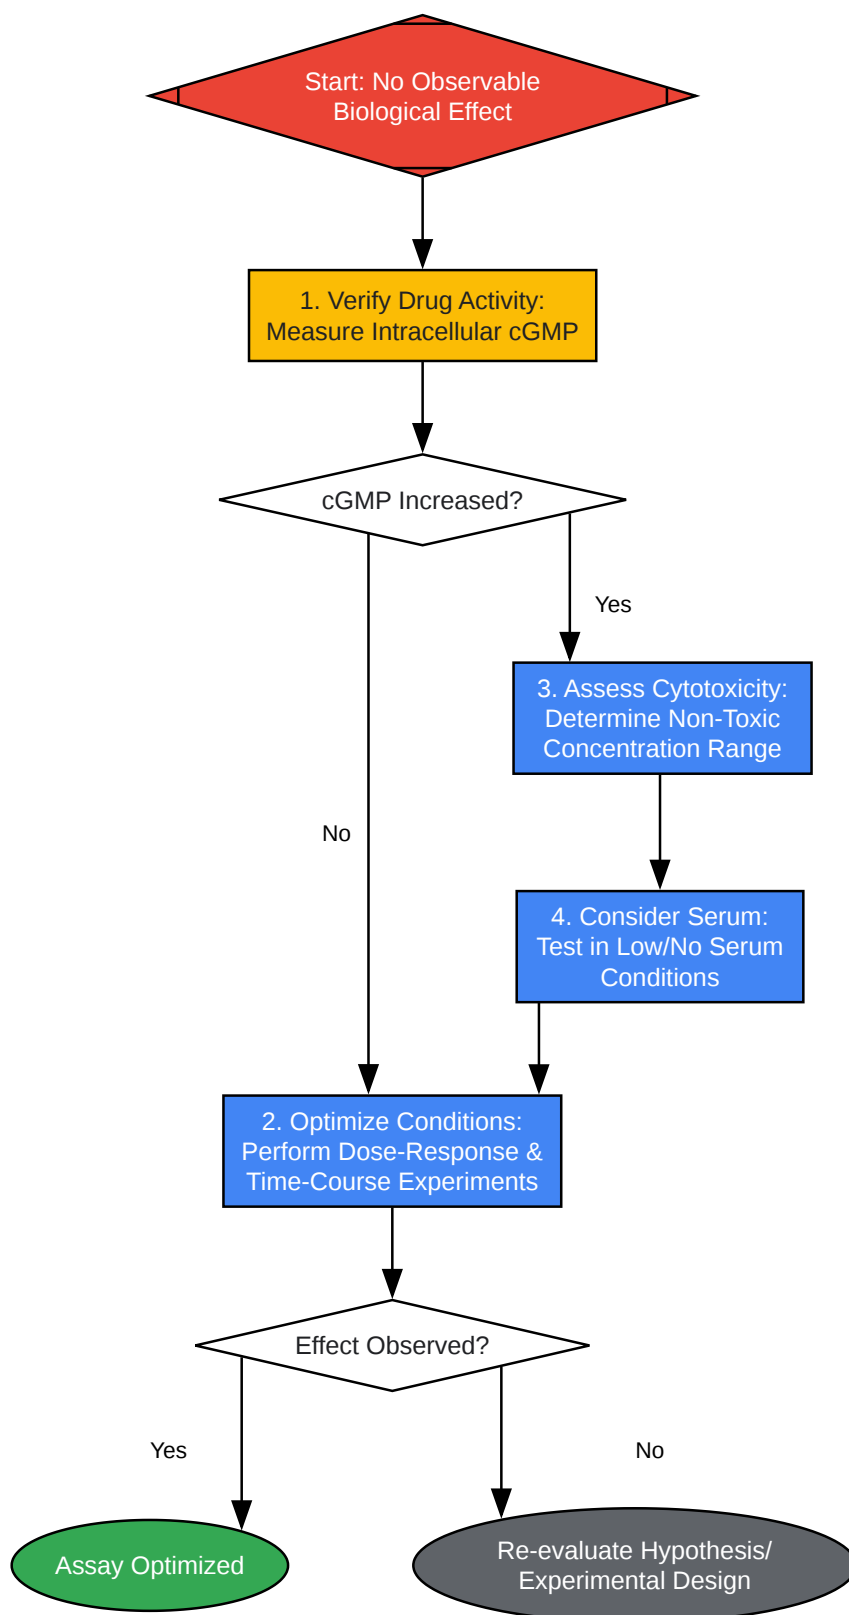 Start: No Observable
Biological Effect
1. Verify Drug Activity:
Measure Intracellular cGMP
cGMP Increased?
Yes
3. Assess Cytotoxicity:
Determine Non-Toxic
Concentration Range
No
4. Consider Serum:
Test in Low/No Serum
Conditions
2. Optimize Conditions:
Perform Dose-Response &
Time-Course Experiments
Effect Observed?
Yes
No
Assay Optimized
Re-evaluate Hypothesis/
Experimental Design